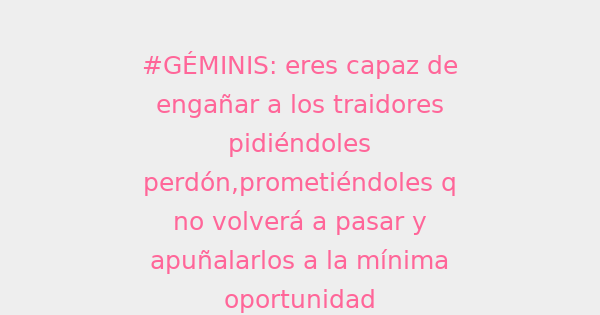 #GÉMINIS: eres capaz de
engañar a los traidores
pidiéndoles
perdón,prometiéndoles q
no volverá a pasar y
apuñalarlos a la mínima
oportunidad